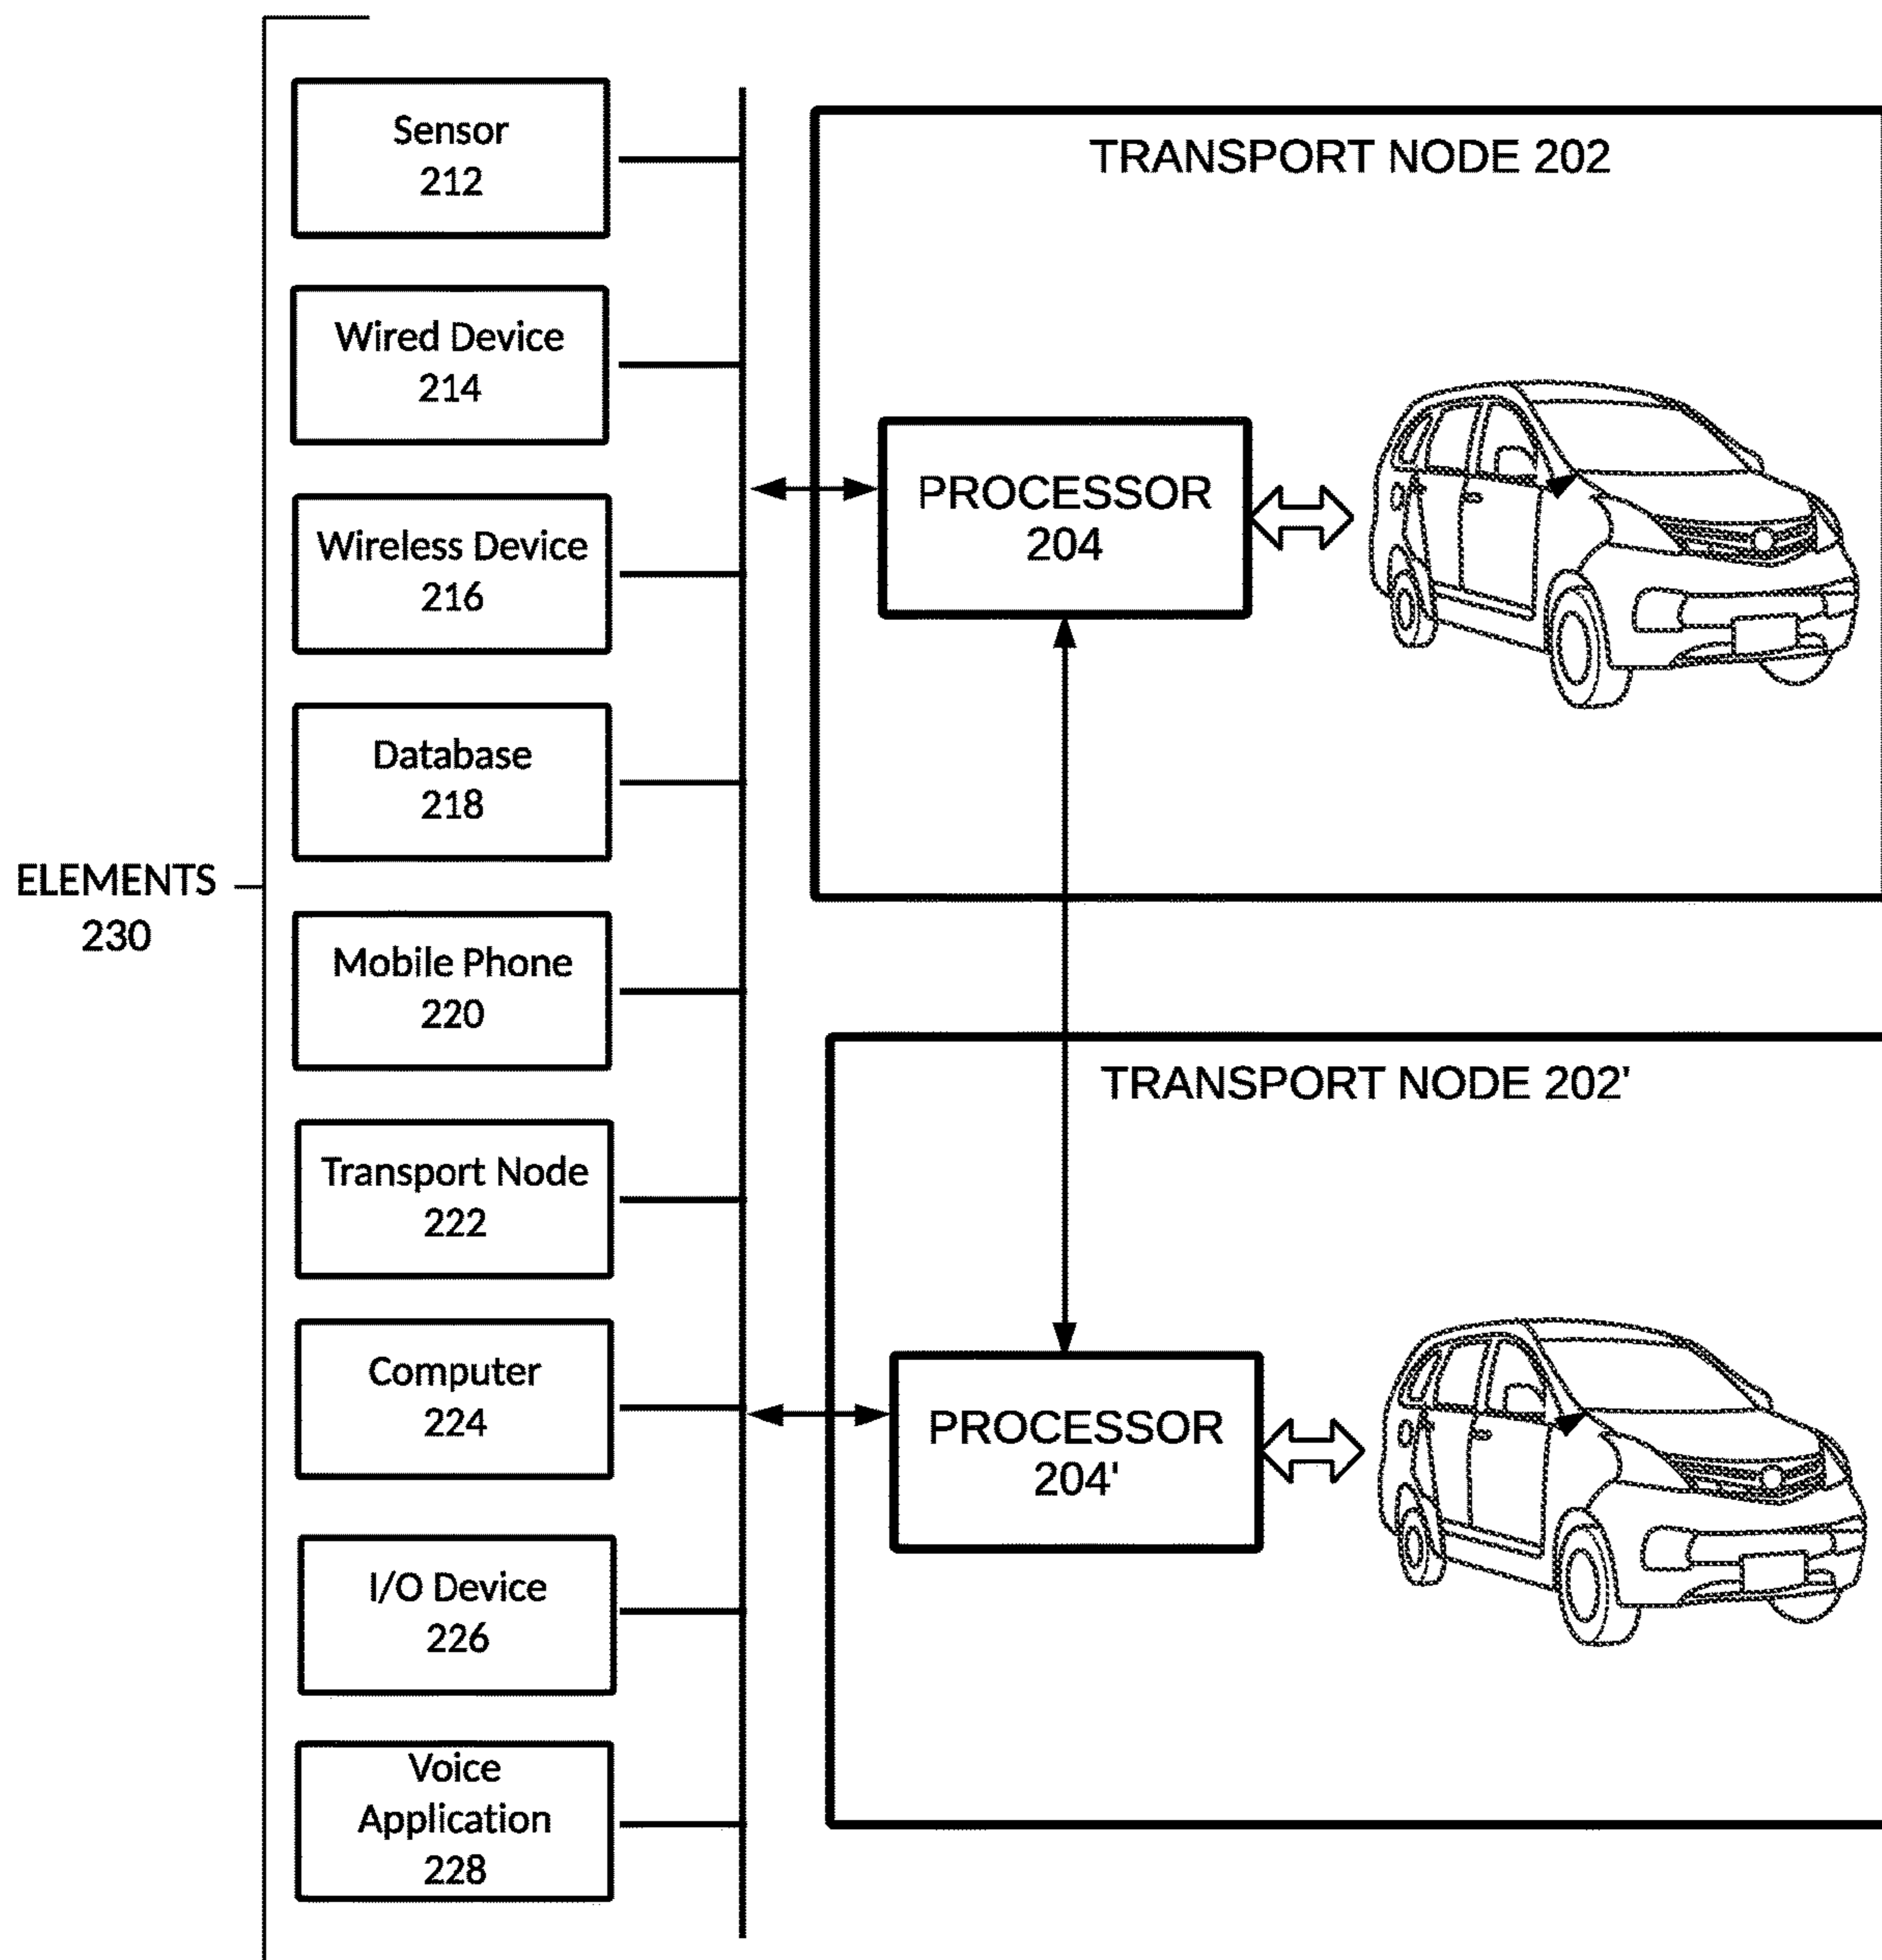 Sensor
212
Wired Device
214
Wireless Device
216
Database
218
ELEMENTS
230
Mobile Phone
220
Transport Node
222
Computer
224
I/O Device
226
Voice
Application
228
TRANSPORT NODE 202
PROCESSOR
204
TRANSPORT NODE 202'
PROCESSOR
204'